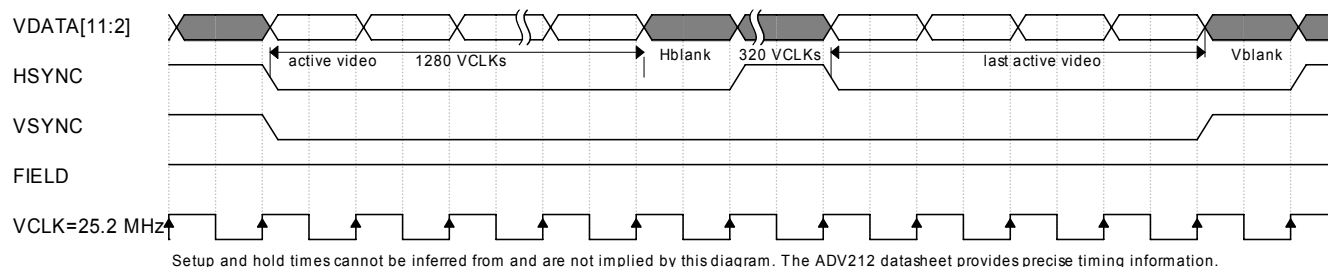 VDATA[11:2]
active video 1280 VCLKs Hblank 320 VCLKs last active video Vblank
HSYNC
VSYNC
FIELD
VCLK=25.2 MHz
Setup and hold times cannot be inferred from and are not implied by this diagram. The ADV212 datasheet provides precise timing information.